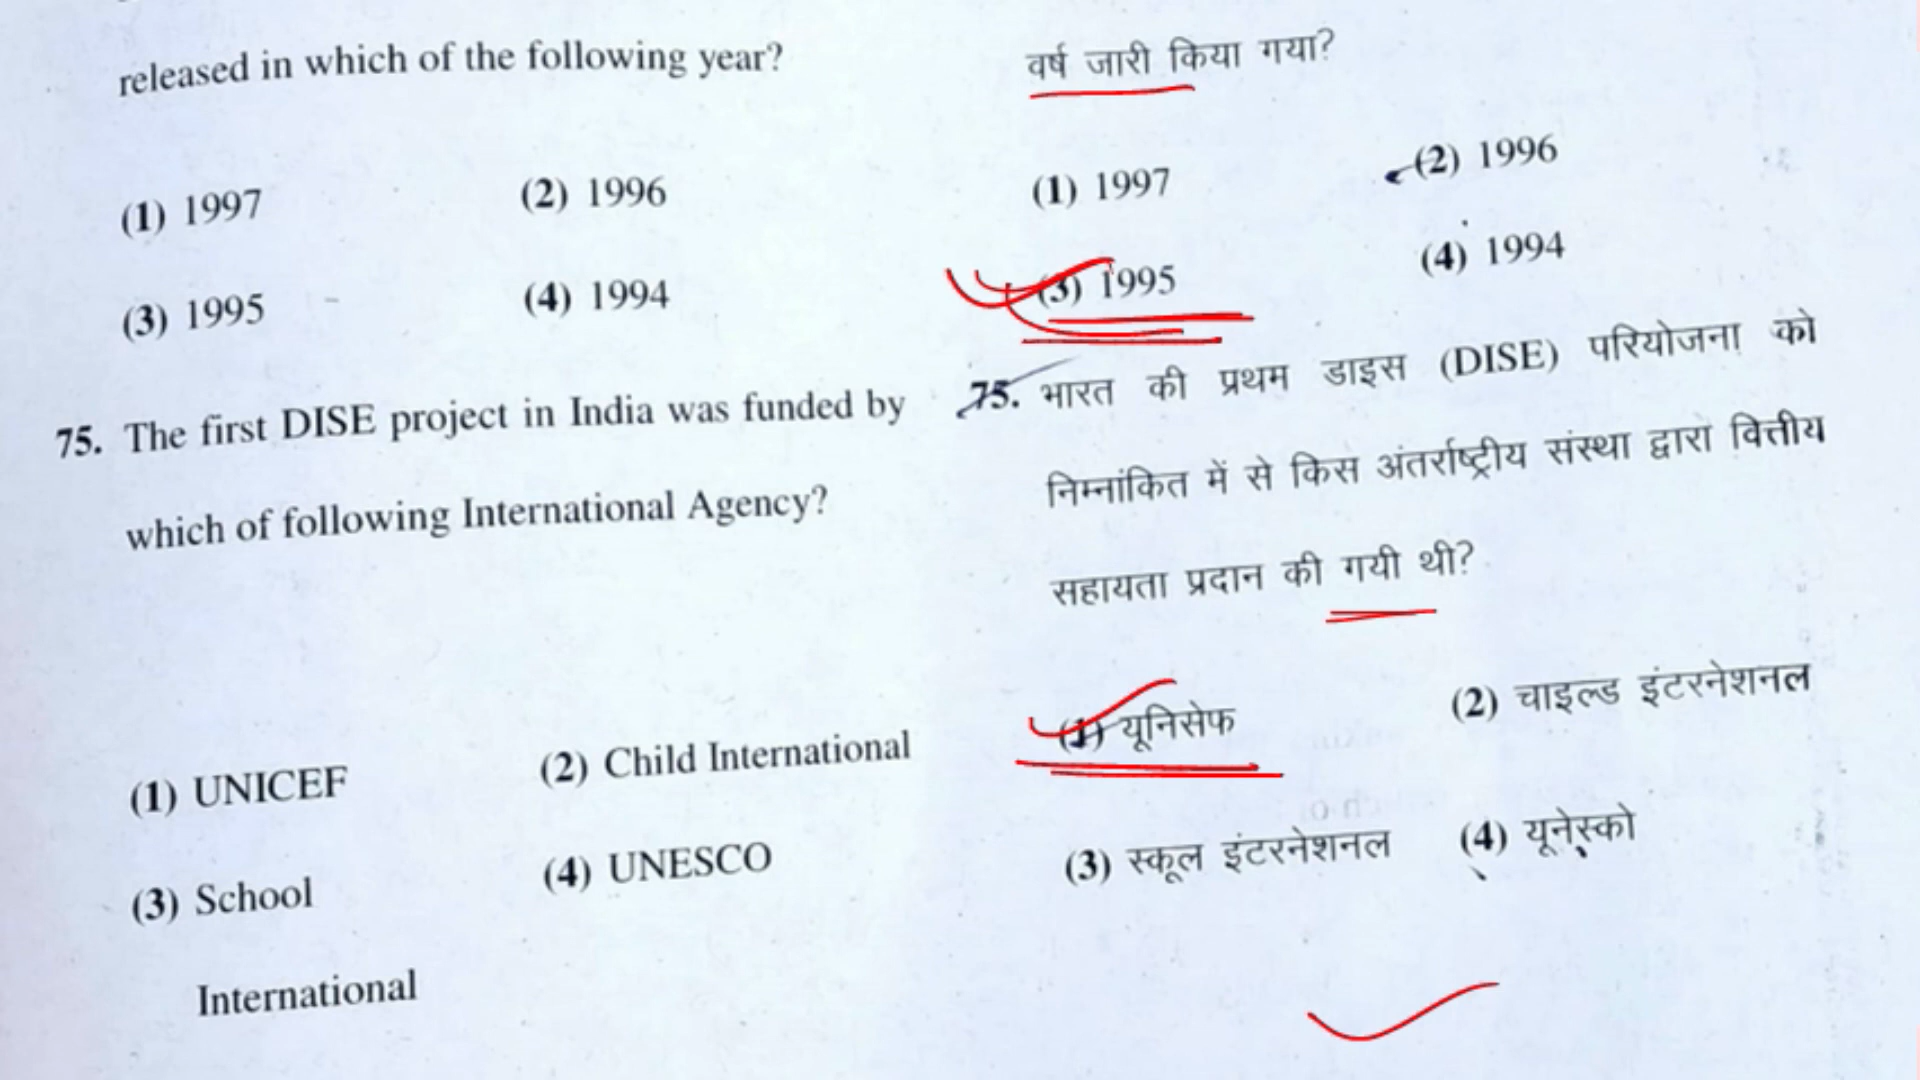 released in which of the following year?
(1) 1997 (2) 1996
(3) 1995 (4) 1994
75. The first DISE project in India was funded by
which of following International Agency?
(1) UNICEF (2) Child International
(3) School (4) UNESCO
International
वर्ष जारी किया गया?
(1) 1997 (2) 1996
(3) 1995 (4) 1994
75. भारत की प्रथम डाइस (DISE) परियोजना को
निम्नांकित में से किस अंतर्राष्ट्रीय संस्था द्वारा वित्तीय
सहायता प्रदान की गयी थी?
(1) यूनिसेफ (2) चाइल्ड इंटरनेशनल
(3) स्कूल इंटरनेशनल (4) यूनेस्को